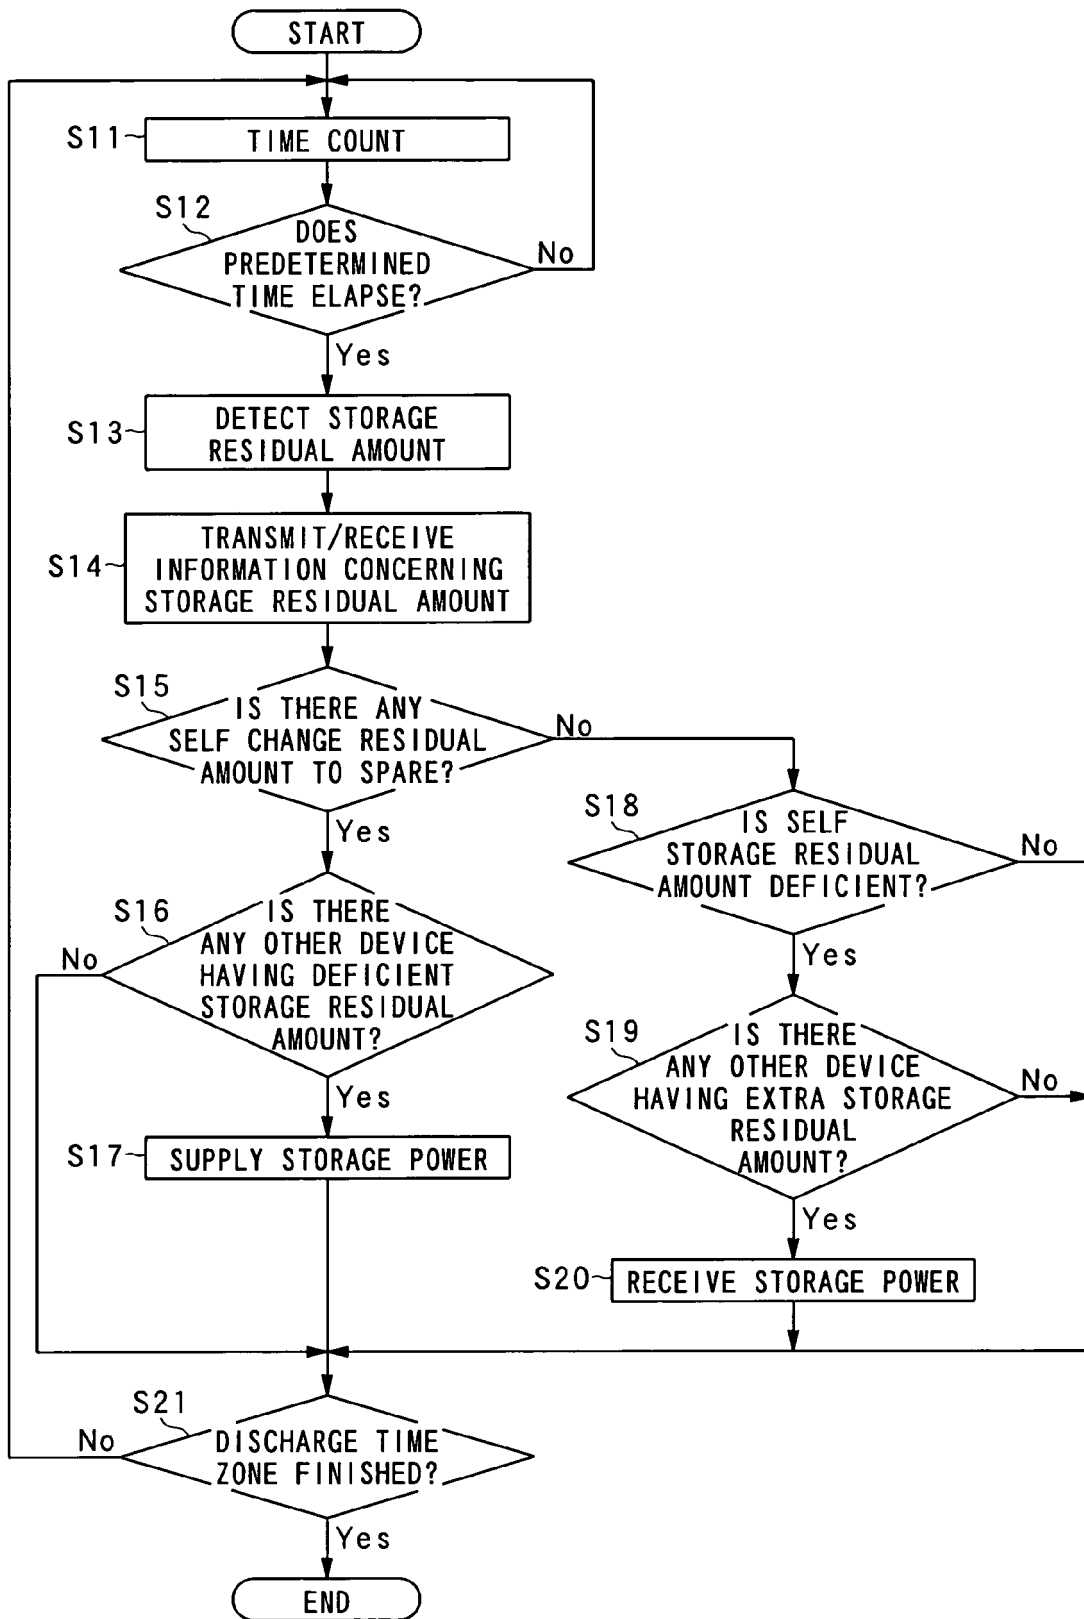 START
S11
TIME COUNT
S12
DOES
PREDETERMINED
TIME ELAPSE?
No
Yes
S13
DETECT STORAGE
RESIDUAL AMOUNT
S14
TRANSMIT/RECEIVE
INFORMATION CONCERNING
STORAGE RESIDUAL AMOUNT
S15
IS THERE ANY
SELF CHANGE RESIDUAL
AMOUNT TO SPARE?
No
Yes
S16
IS THERE
ANY OTHER DEVICE
HAVING DEFICIENT
STORAGE RESIDUAL
AMOUNT?
No
Yes
S17
SUPPLY STORAGE POWER
S18
IS SELF
STORAGE RESIDUAL
AMOUNT DEFICIENT?
No
Yes
S19
IS THERE
ANY OTHER DEVICE
HAVING EXTRA STORAGE
RESIDUAL
AMOUNT?
No
Yes
S20
RECEIVE STORAGE POWER
S21
DISCHARGE TIME
ZONE FINISHED?
No
Yes
END